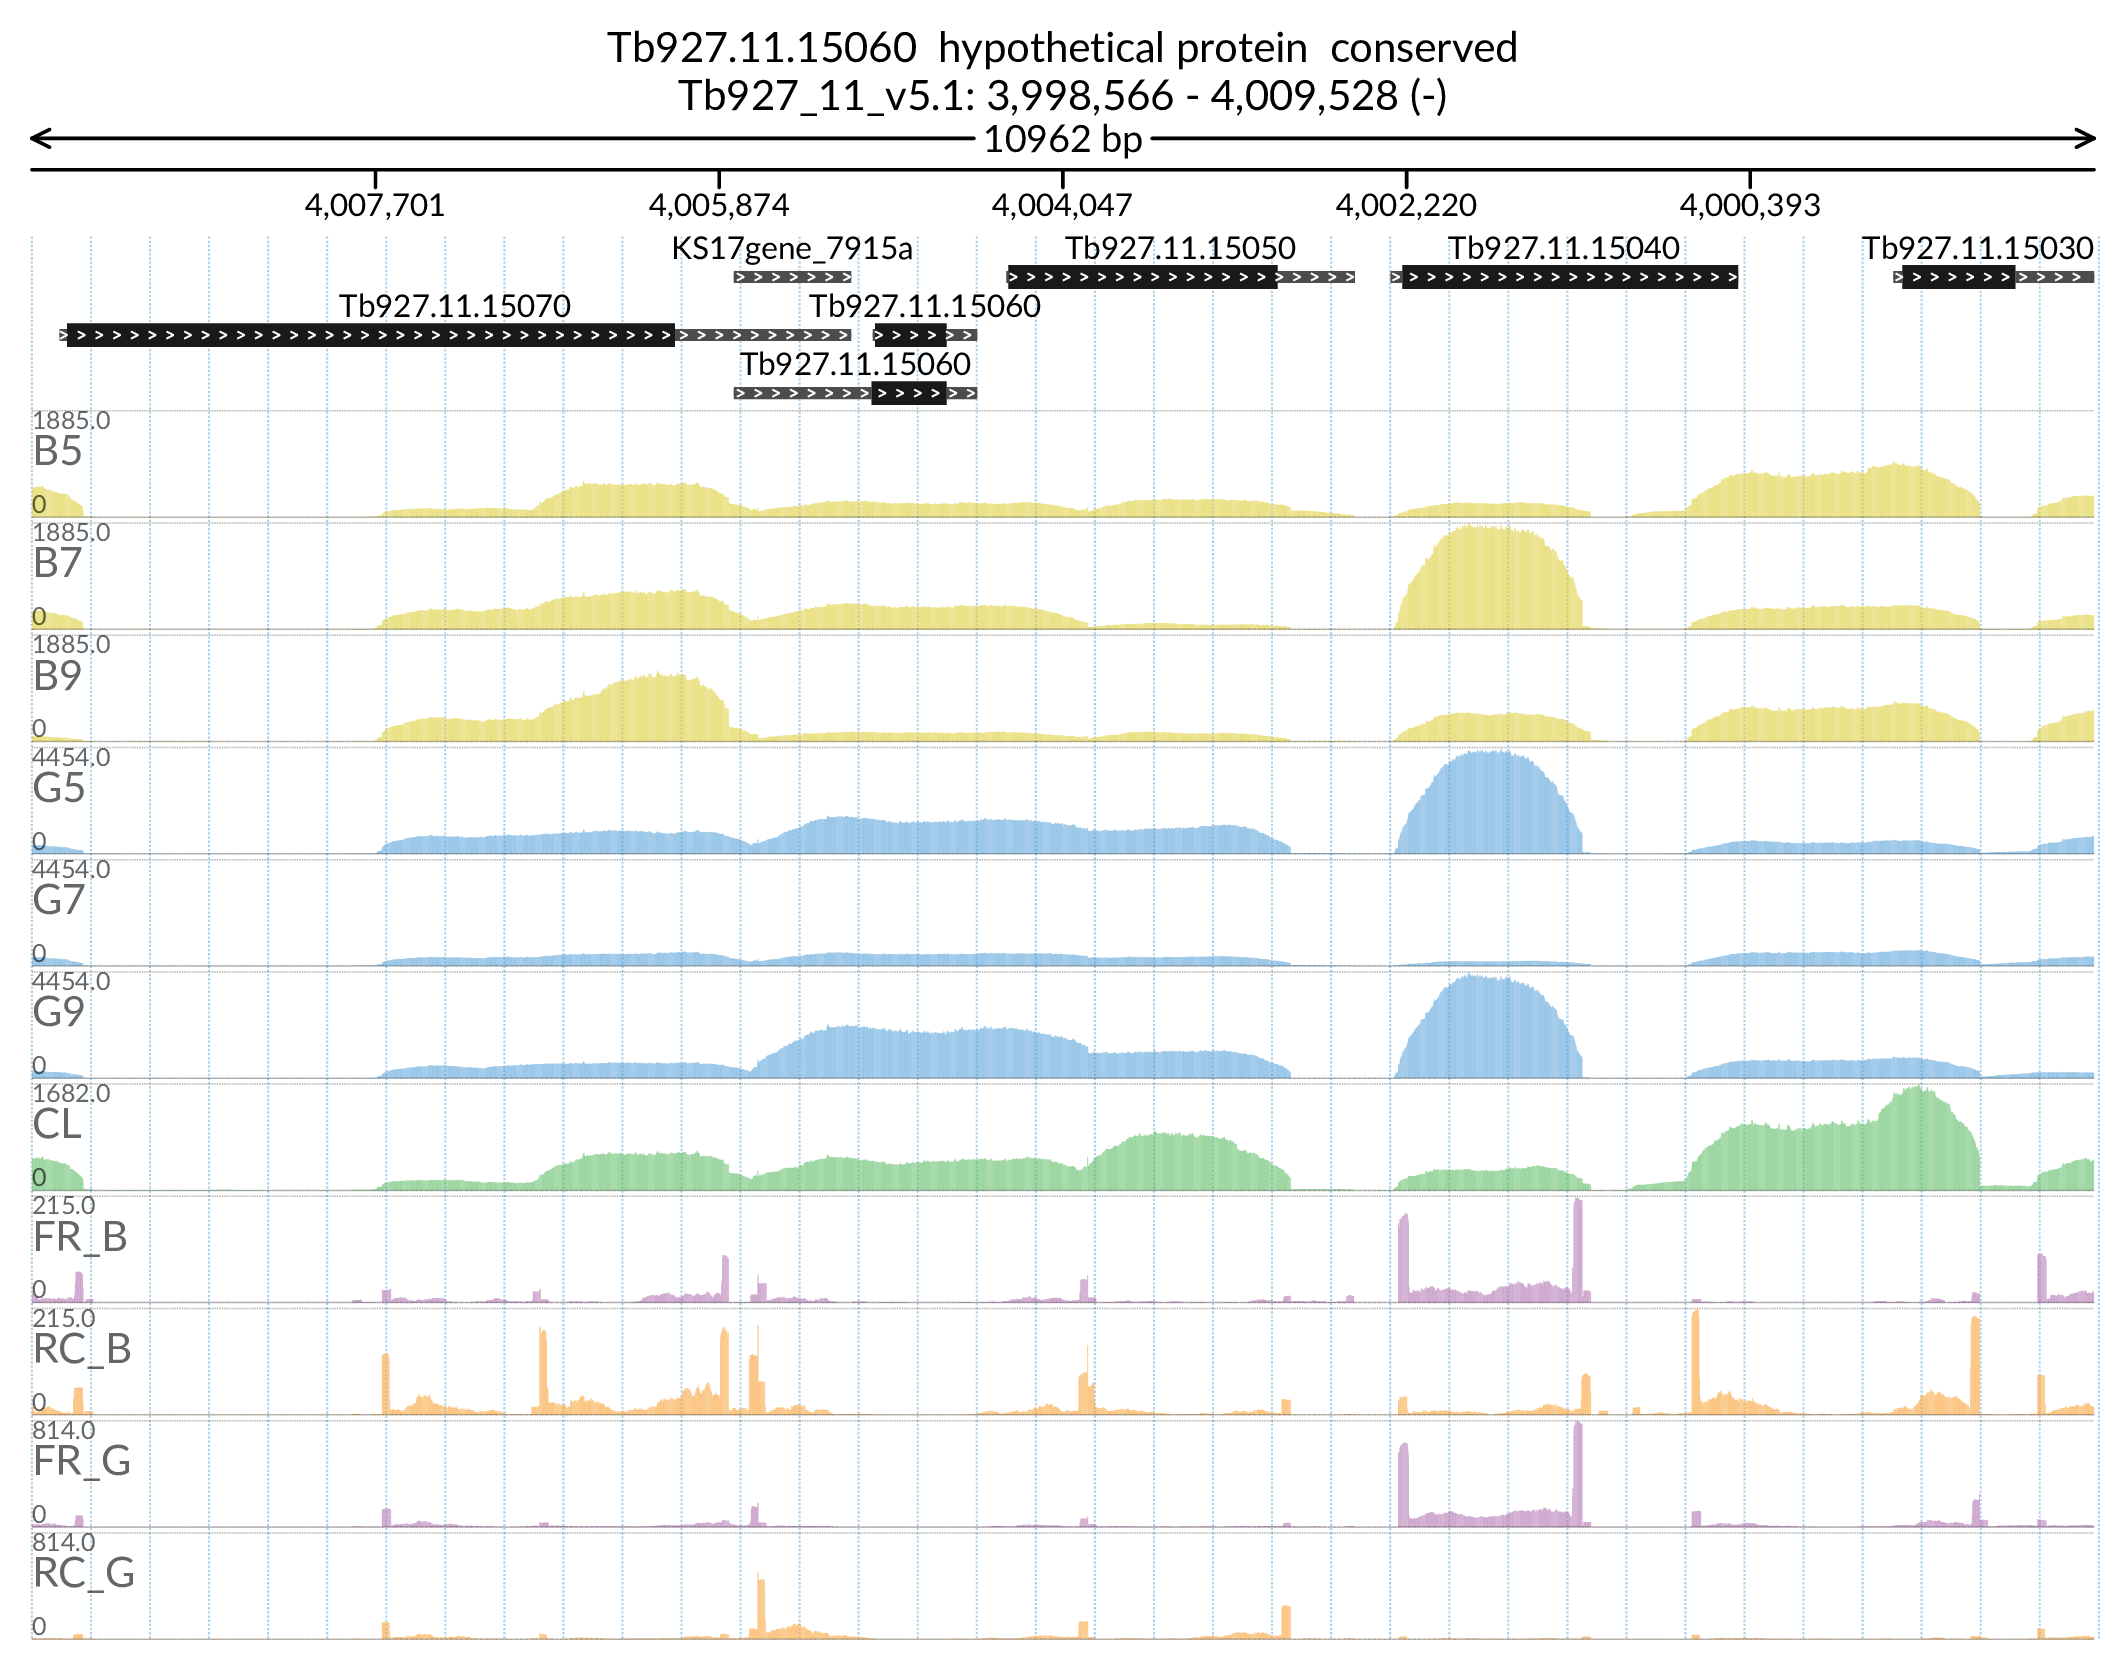 Tb927.11.15060 hypothetical protein conserved
Tb927_11_v5.1: 3,998,566 - 4,009,528 (-)
10962 bp
4,007,701 4,005,874 4,004,047 4,002,220 4,000,393
KS17gene_7915a Tb927.11.15050 Tb927.11.15040 Tb927.11.15030
Tb927.11.15070 Tb927.11.15060
Tb927.11.15060
1885.0
B5
0
1885.0
B7
0
1885.0
B9
0
4454.0
G5
0
4454.0
G7
0
4454.0
G9
0
1682.0
CL
0
215.0
FR_B
0
215.0
RC_B
0
814.0
FR_G
0
814.0
RC_G
0